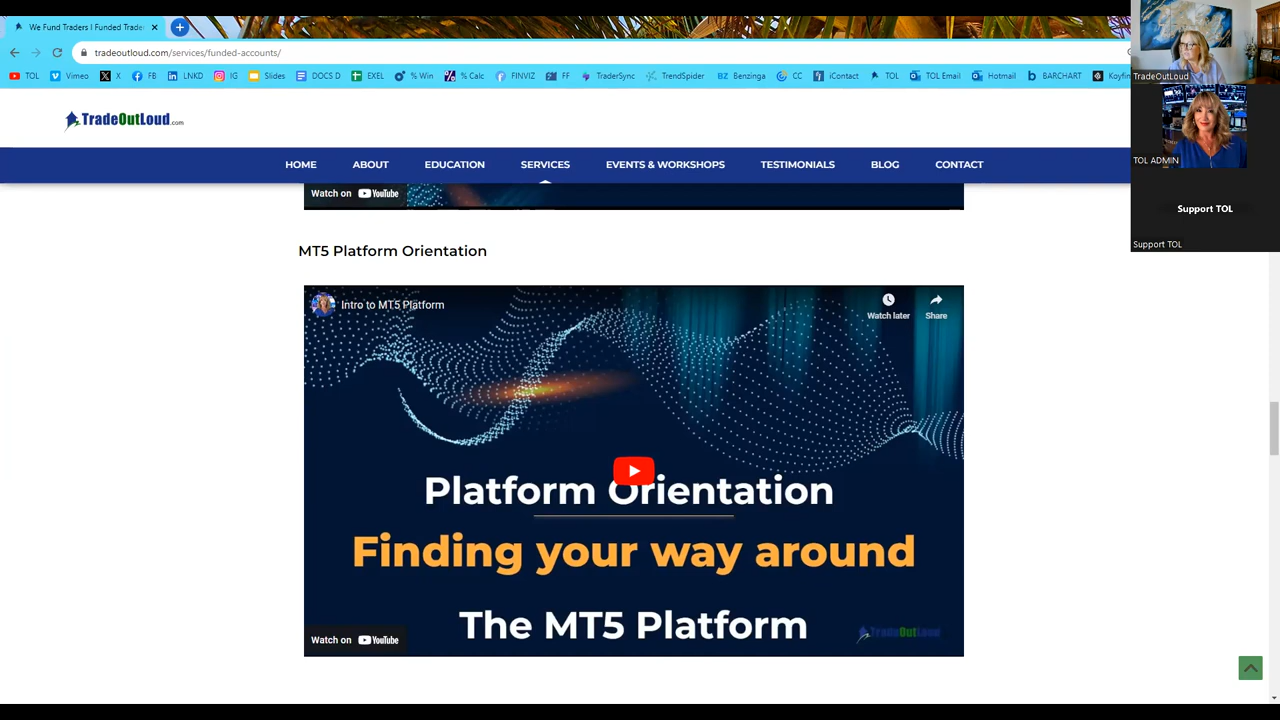 We Fund Traders I Funded Trade
tradeoutloud.com/services/funded-accounts/
TOL Vimeo X FB LNKD IG Slides DOCS D EXEL % Win % Calc FINVIZ FF TraderSync TrendSpider Benzinga CC iContact TOL TOL Email Hotmail BARCHART Koyfin
TradeOutLoud
TOL ADMIN
Support TOL
Support TOL
TradeOutLoud.com
HOME ABOUT EDUCATION SERVICES EVENTS & WORKSHOPS TESTIMONIALS BLOG CONTACT
Watch on YouTube
MT5 Platform Orientation
Intro to MT5 Platform
Watch later Share
Platform Orientation
Finding your way around
The MT5 Platform
Watch on YouTube
TradeOutLoud